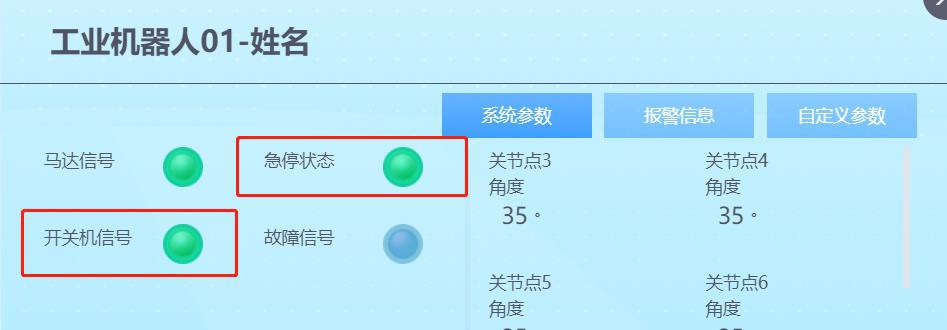 工业机器人01-姓名
系统参数 报警信息 自定义参数
马达信号 急停状态
开关机信号 故障信号
关节点3 关节点4
角度 角度
35 ° 35 °
关节点5 关节点6
角度 角度